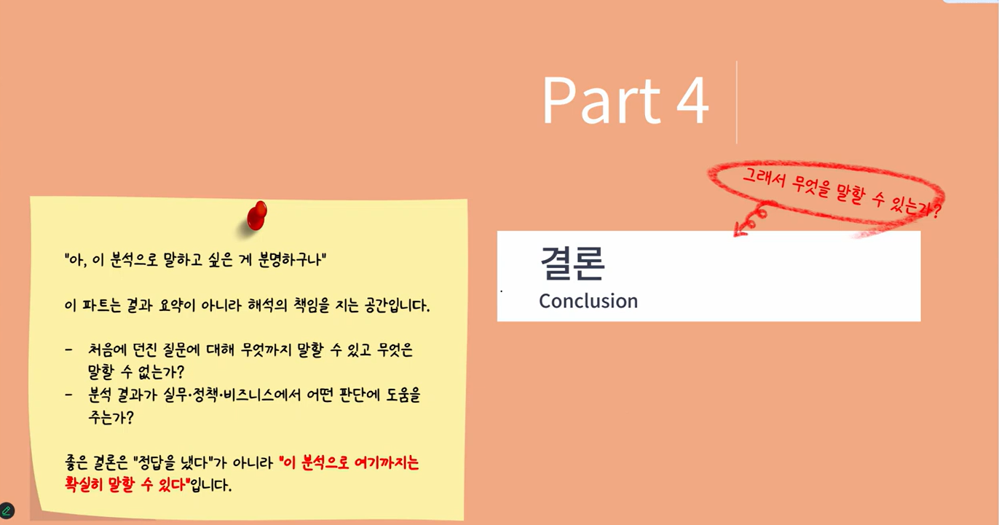 Part 4
그래서 무엇을 말할 수 있는가?
결론
Conclusion
"아, 이 분석으로 말하고 싶은 게 분명하구나"
이 파트는 결과 요약이 아니라 해석의 책임을 지는 공간입니다.
- 처음에 던진 질문에 대해 무엇까지 말할 수 있고 무엇은
말할 수 없는가?
- 분석 결과가 실무·정책·비즈니스에서 어떤 판단에 도움을
주는가?
좋은 결론은 "정답을 냈다"가 아니라 "이 분석으로 여기까지는
확실히 말할 수 있다"입니다.